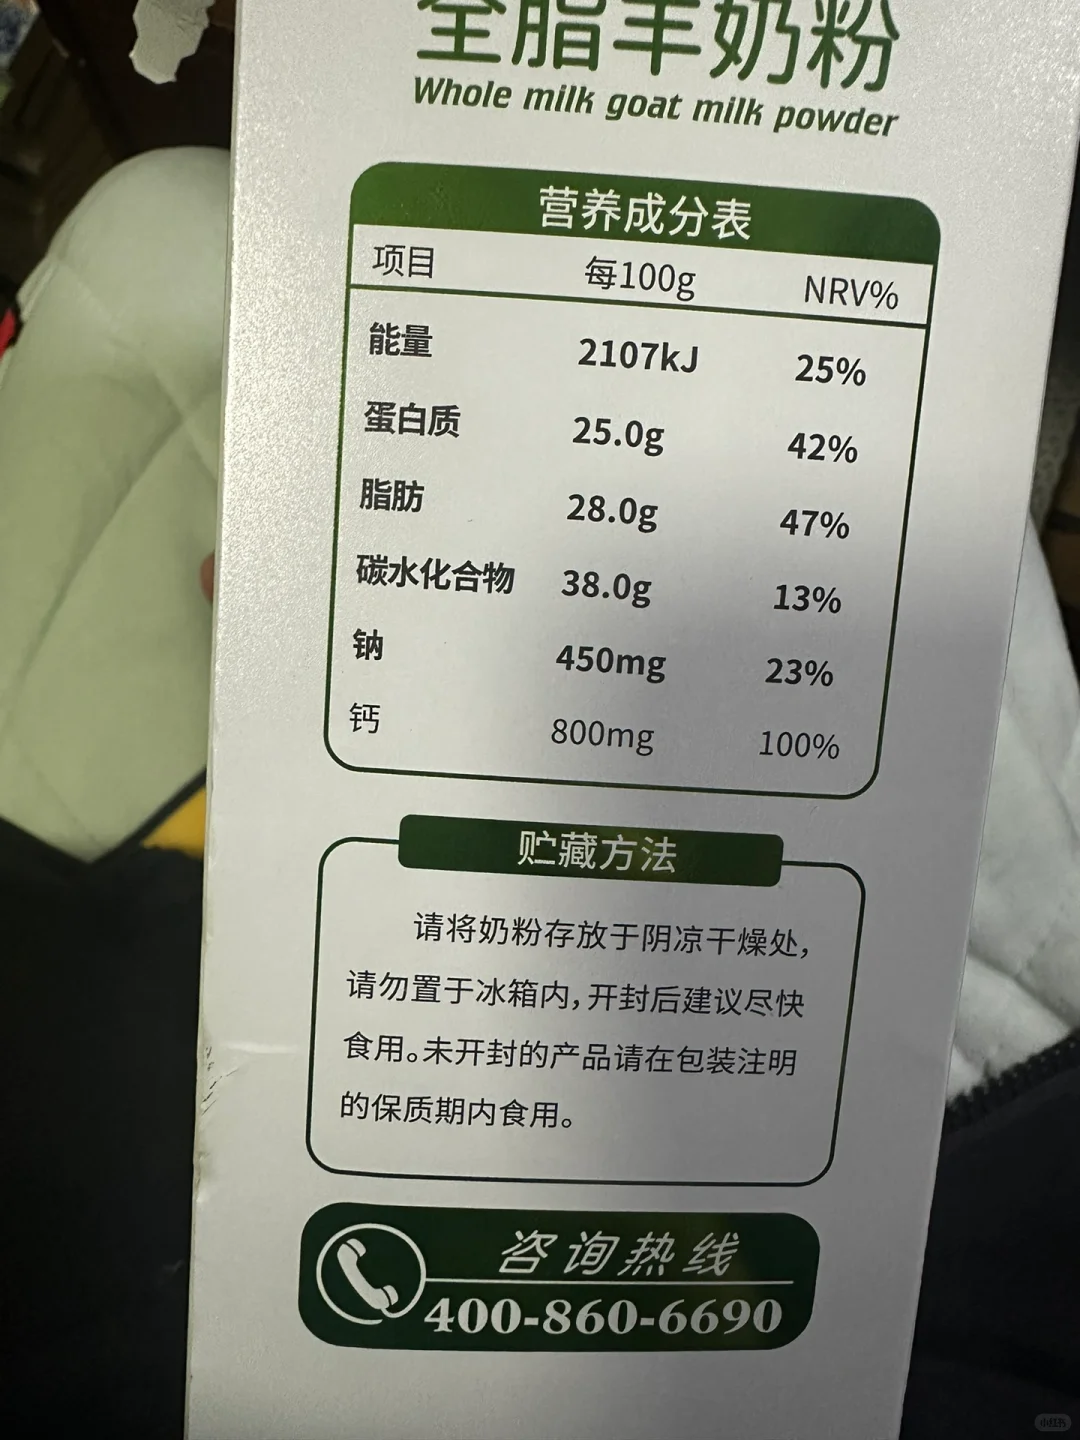 全脂羊奶粉
Whole milk goat milk powder
营养成分表
项目 每100g NRV%
能量 2107kJ 25%
蛋白质 25.0g 42%
脂肪 28.0g 47%
碳水化合物 38.0g 13%
钠 450mg 23%
钙 800mg 100%
贮藏方法
请将奶粉存放于阴凉干燥处，
请勿置于冰箱内，开封后建议尽快
食用。未开封的产品请在包装注明
的保质期内食用。
咨询热线
400-860-6690
小红书